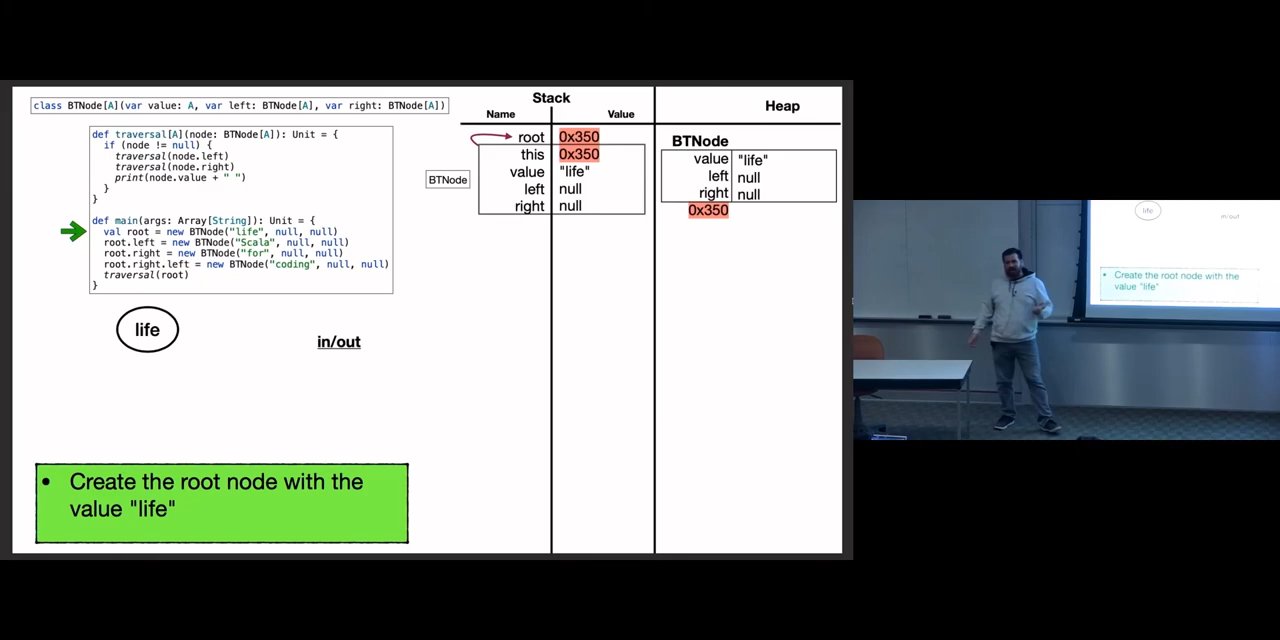 class BTNode[A](var value: A, var left: BTNode[A], var right: BTNode[A])
def traversal[A](node: BTNode[A]): Unit = {
if (node != null) {
traversal(node.left)
traversal(node.right)
print(node.value + " ")
}
}
def main(args: Array[String]): Unit = {
val root = new BTNode("life", null, null)
root.left = new BTNode("Scala", null, null)
root.right = new BTNode("for", null, null)
root.right.left = new BTNode("coding", null, null)
traversal(root)
}
life
in/out
• Create the root node with the
value "life"
Stack
Name Value
root 0x350
BTNode
this 0x350
value "life"
left null
right null
Heap
BTNode
value "life"
left null
right null
0x350
life
in/out
• Create the root node with the
value "life"